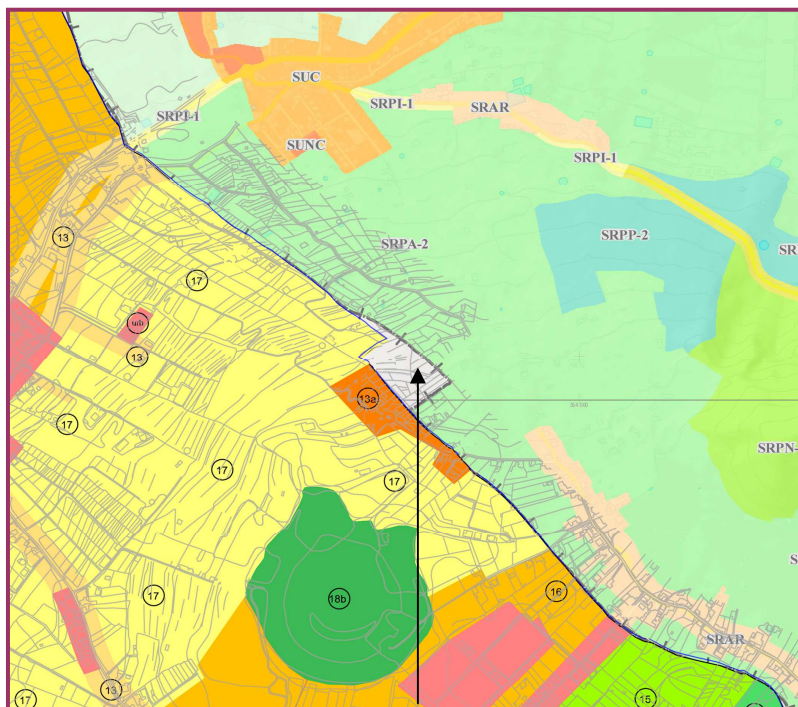 SUC
SRPI-1
SRAR
SRPI-1
SUNC
SRPI-1
SRPP-2
SRPA-2
SR
13
17
13
13a
17
17
17
SRPN-
S
18b
17
16
SRAR
13
17
15